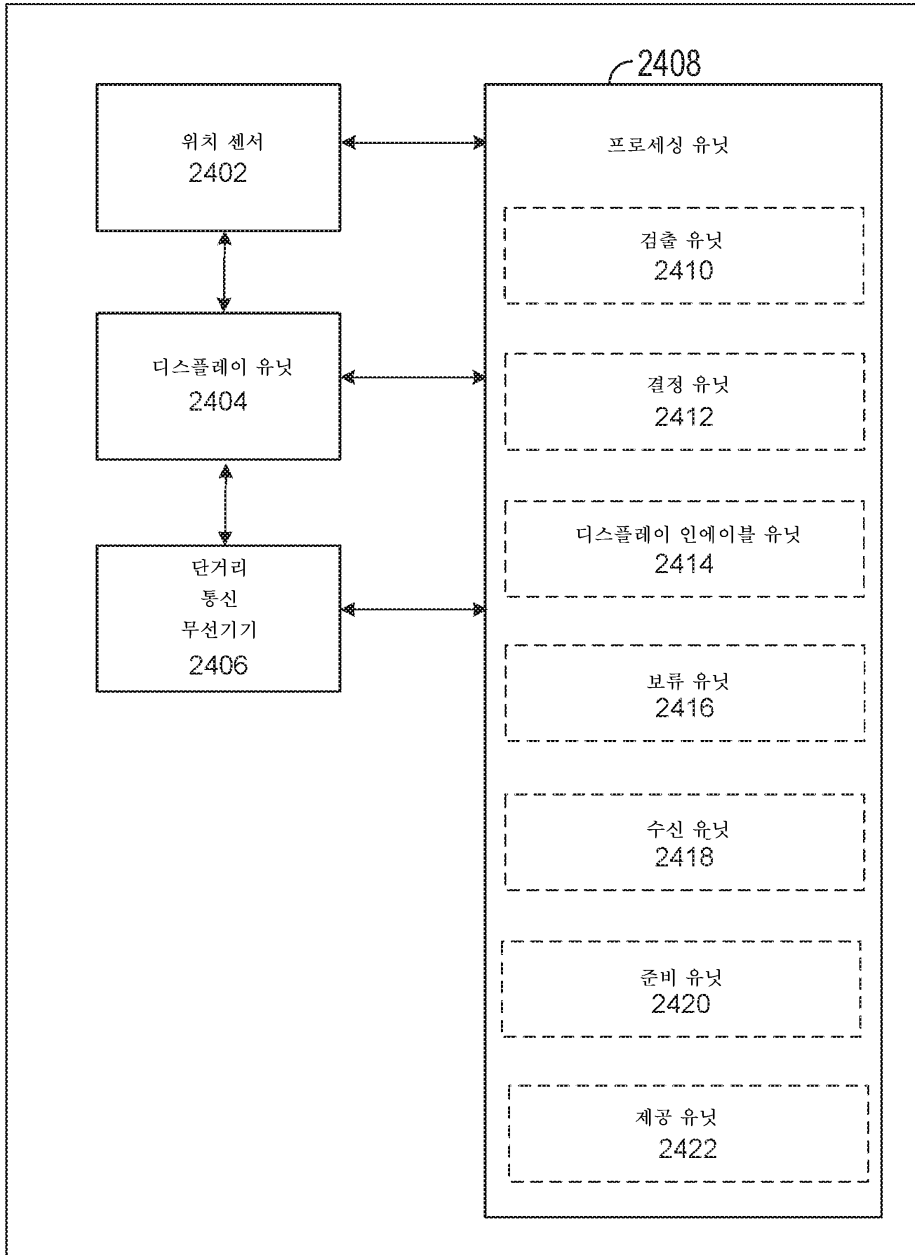 2408
위치 센서
2402
프로세싱 유닛
검출 유닛
2410
디스플레이 유닛
2404
결정 유닛
2412
단거리
통신
무선기기
2406
디스플레이 인에이블 유닛
2414
보류 유닛
2416
수신 유닛
2418
준비 유닛
2420
제공 유닛
2422